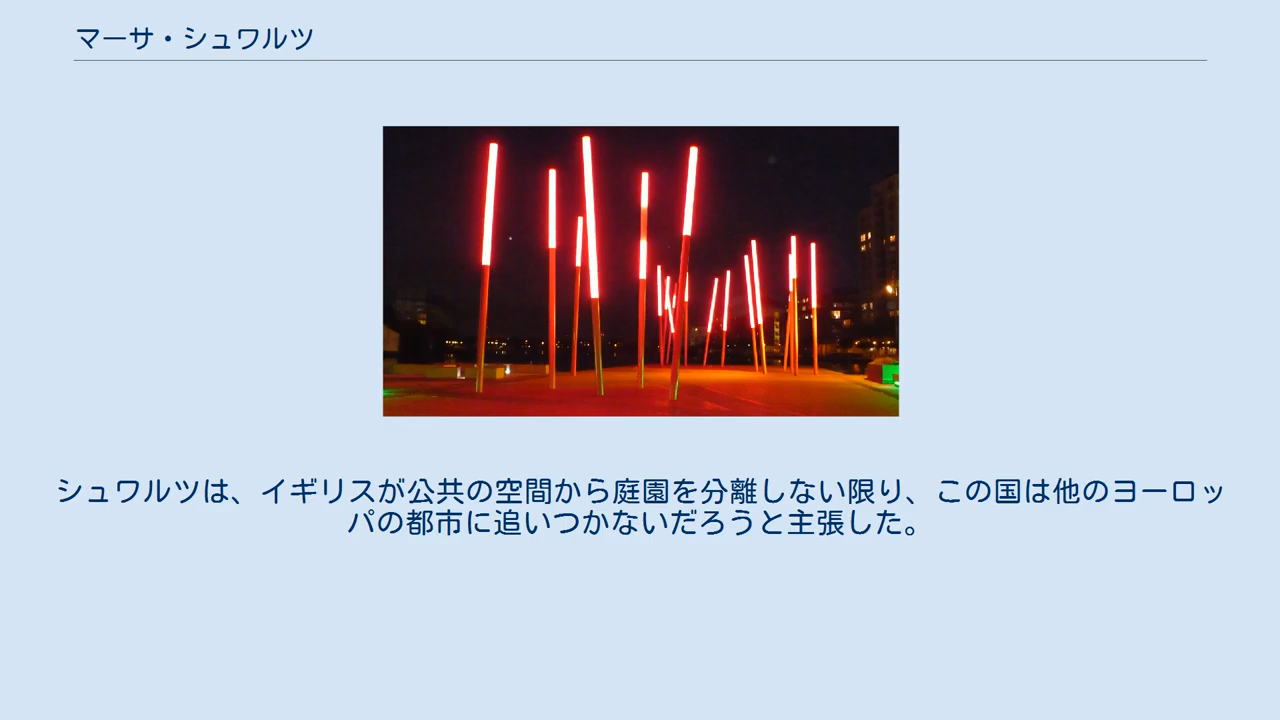 マーサ・シュワルツ
シュワルツは、イギリスが公共の空間から庭園を分離しない限り、この国は他のヨーロッ
パの都市に追いつかないだろうと主張した。